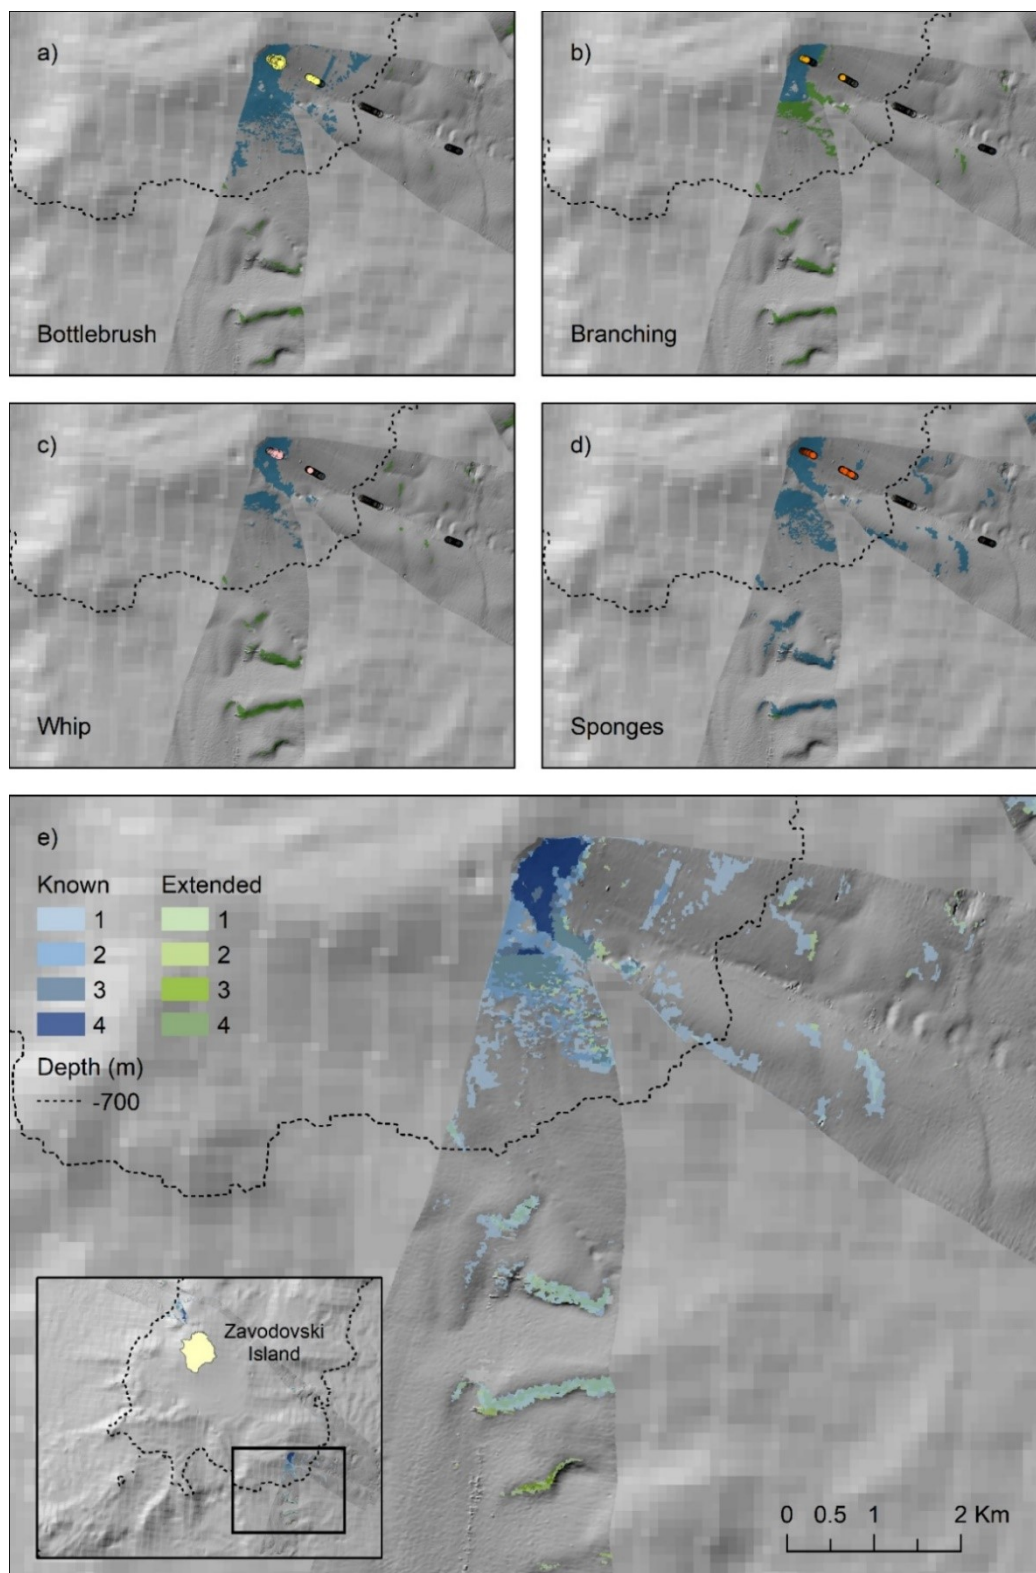 a)
Bottlebrush
b)
Branching
c)
Whip
d)
Sponges
e)
Known Extended
1 1
2 2
3 3
4 4
Depth (m)
-700
Zavodovski
Island
0 0.5 1 2 Km